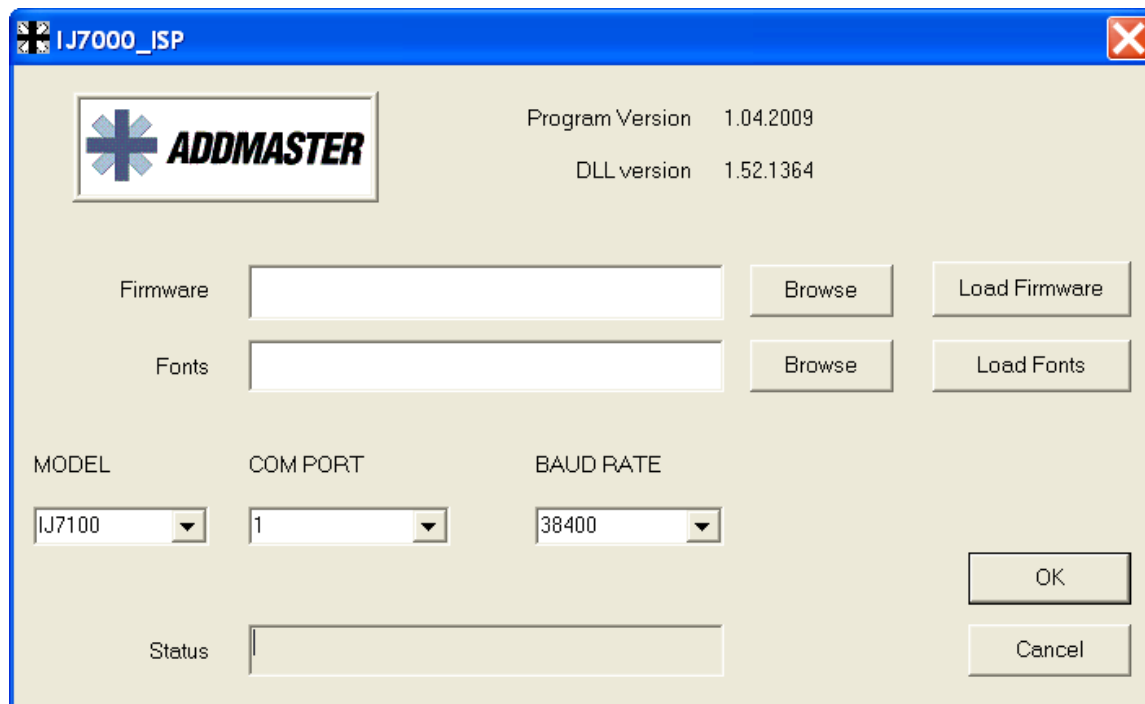 IJ7000_ISP
ADDMASTER
Program Version 1.04.2009
DLL version 1.52.1364
Firmware Browse Load Firmware
Fonts Browse Load Fonts
MODEL COM PORT BAUD RATE
IJ7100 1 38400
OK
Status Cancel